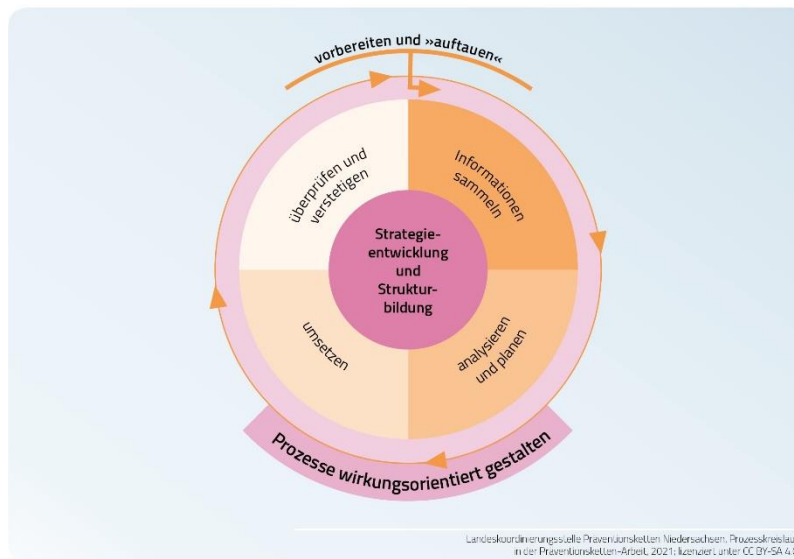 vorbereiten und »auftauen«
überprüfen und
verstetigen
Informationen
sammeln
Strategie-
entwicklung
und
Struktur-
bildung
umsetzen
analysieren
und planen
Prozesse wirkungsorientiert gestalten
Landeskoordinierungsstelle Präventionsketten Niedersachsen, Prozesskreislau
in der Präventionsketten-Arbeit, 2021; lizenziert unter CC BY-SA 4.